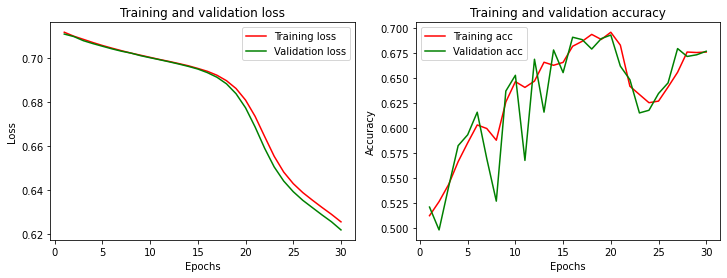 Training and validation loss
Training loss
Validation loss
0.70
0.68
0.66
0.64
0.62
Loss
0 5 10 15 20 25 30
Epochs
Training and validation accuracy
Training acc
Validation acc
0.700
0.675
0.650
0.625
0.600
0.575
0.550
0.525
0.500
Accuracy
0 5 10 15 20 25 30
Epochs